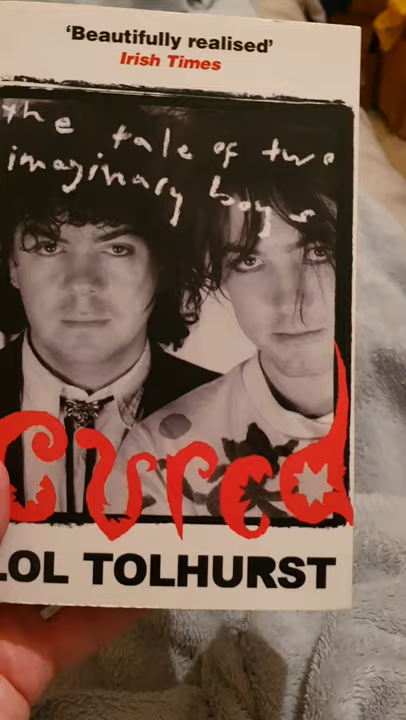 'Beautifully realised'
Irish Times
the tale of two
imaginary boys
Cured
LOL TOLHURST